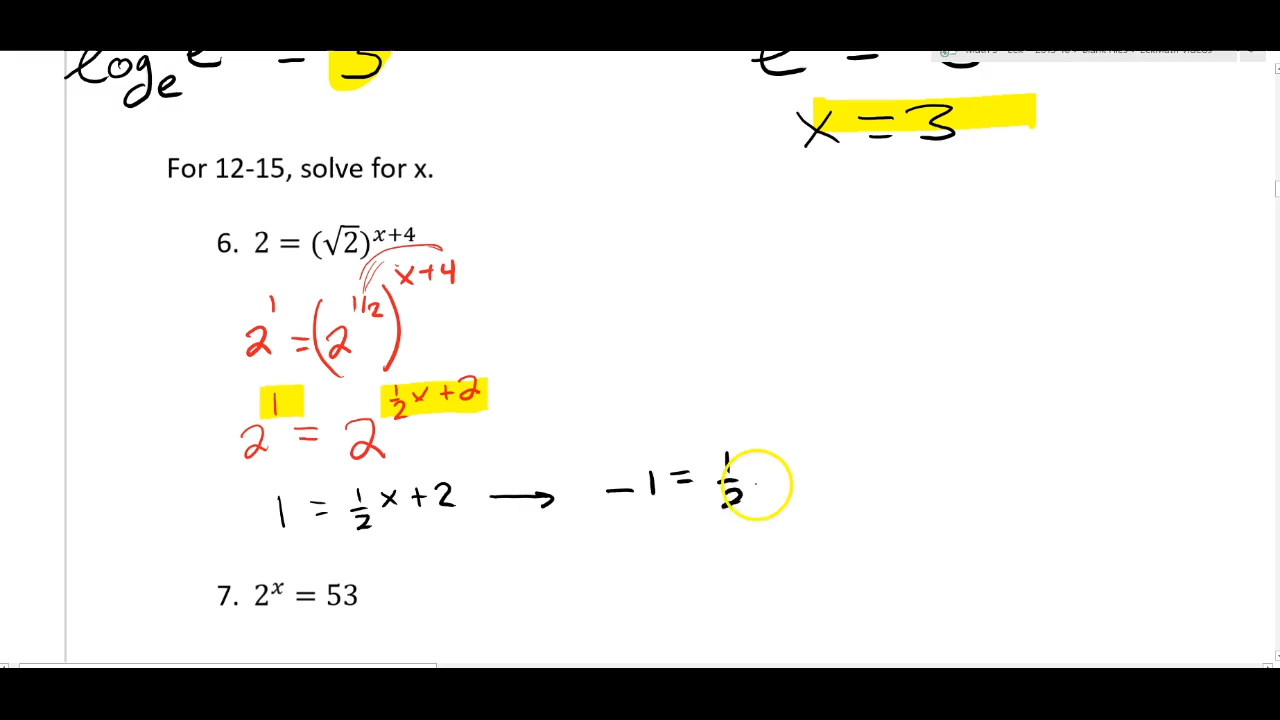 log_e e = 3
e =
x = 3
For 12-15, solve for x.
6. 2 = (√2)^{x+4}
2^1 = (2^{1/2})^{x+4}
2^1 = 2^{½x+2}
1 = ½x + 2 → −1 = ½
7. 2^x = 53